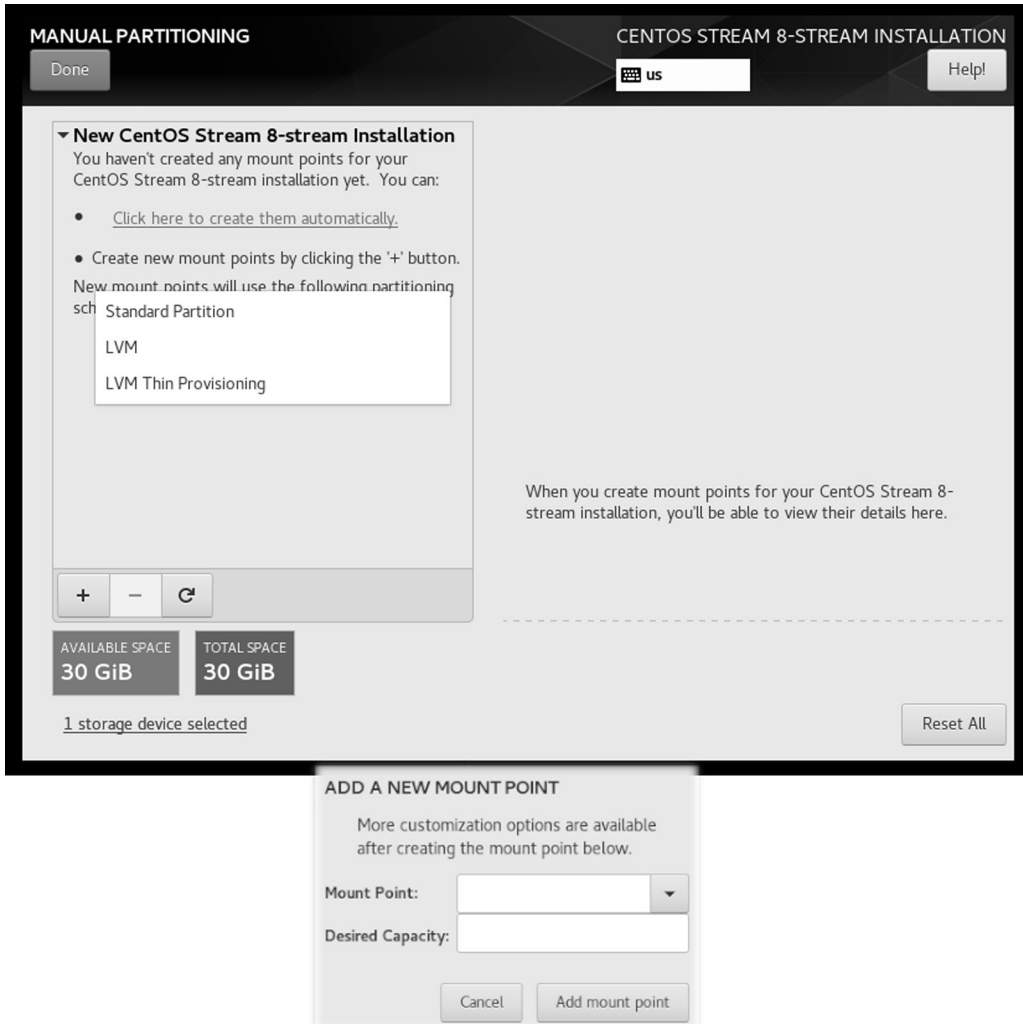 MANUAL PARTITIONING
CENTOS STREAM 8-STREAM INSTALLATION
Done
us
Help!
New CentOS Stream 8-stream Installation
You haven't created any mount points for your
CentOS Stream 8-stream installation yet. You can:
• Click here to create them automatically.
• Create new mount points by clicking the '+' button.
New mount points will use the following partitioning
sch
Standard Partition
LVM
LVM Thin Provisioning
When you create mount points for your CentOS Stream 8-
stream installation, you'll be able to view their details here.
+ −
AVAILABLE SPACE
30 GiB
TOTAL SPACE
30 GiB
1 storage device selected
Reset All
ADD A NEW MOUNT POINT
More customization options are available
after creating the mount point below.
Mount Point:
Desired Capacity:
Cancel
Add mount point